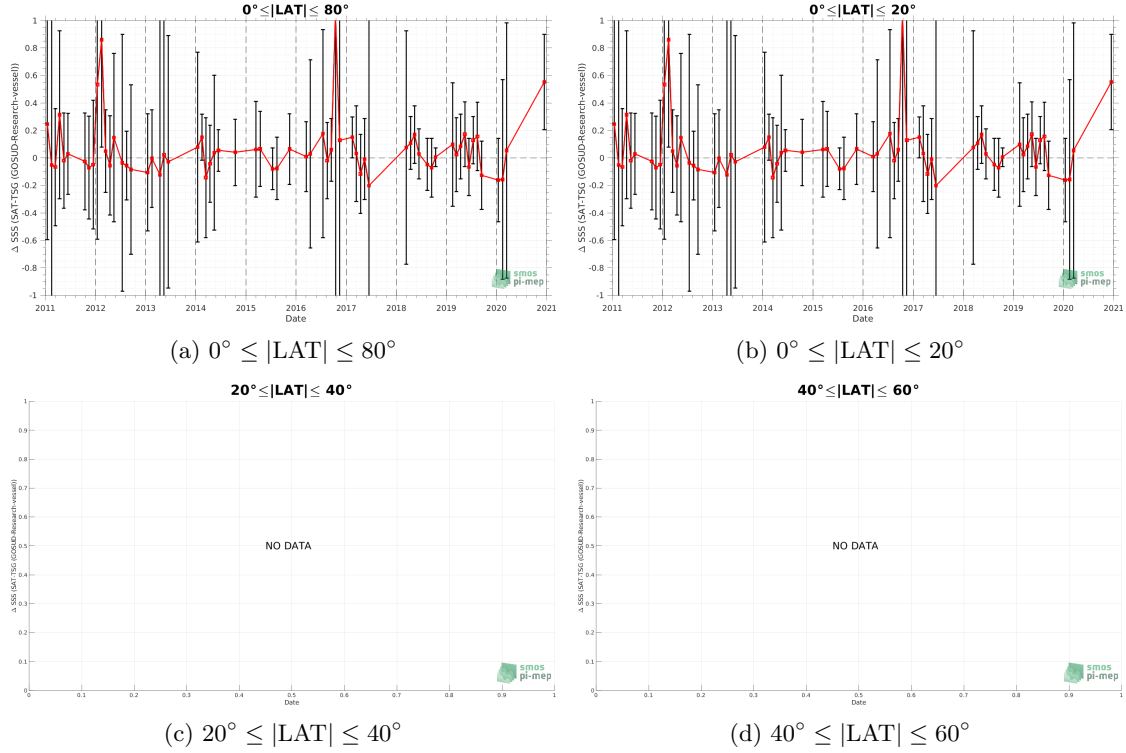 0°≤|LAT|≤ 80°
Δ SSS (SAT-TSG (GOSUD-Research-vessel))
1
0.8
0.6
0.4
0.2
0
-0.2
-0.4
-0.6
-0.8
-1
2011 2012 2013 2014 2015 2016 2017 2018 2019 2020 2021
Date
smos
pi-mep
(a) 0° ≤ |LAT| ≤ 80°
0°≤|LAT|≤ 20°
Δ SSS (SAT-TSG (GOSUD-Research-vessel))
1
0.8
0.6
0.4
0.2
0
-0.2
-0.4
-0.6
-0.8
-1
2011 2012 2013 2014 2015 2016 2017 2018 2019 2020 2021
Date
smos
pi-mep
(b) 0° ≤ |LAT| ≤ 20°
20°≤|LAT|≤ 40°
Δ SSS (SAT-TSG (GOSUD-Research-vessel))
1
0.9
0.8
0.7
0.6
0.5
0.4
0.3
0.2
0.1
0
NO DATA
0 0.1 0.2 0.3 0.4 0.5 0.6 0.7 0.8 0.9 1
Date
smos
pi-mep
(c) 20° ≤ |LAT| ≤ 40°
40°≤|LAT|≤ 60°
Δ SSS (SAT-TSG (GOSUD-Research-vessel))
1
0.9
0.8
0.7
0.6
0.5
0.4
0.3
0.2
0.1
0
NO DATA
0 0.1 0.2 0.3 0.4 0.5 0.6 0.7 0.8 0.9 1
Date
smos
pi-mep
(d) 40° ≤ |LAT| ≤ 60°